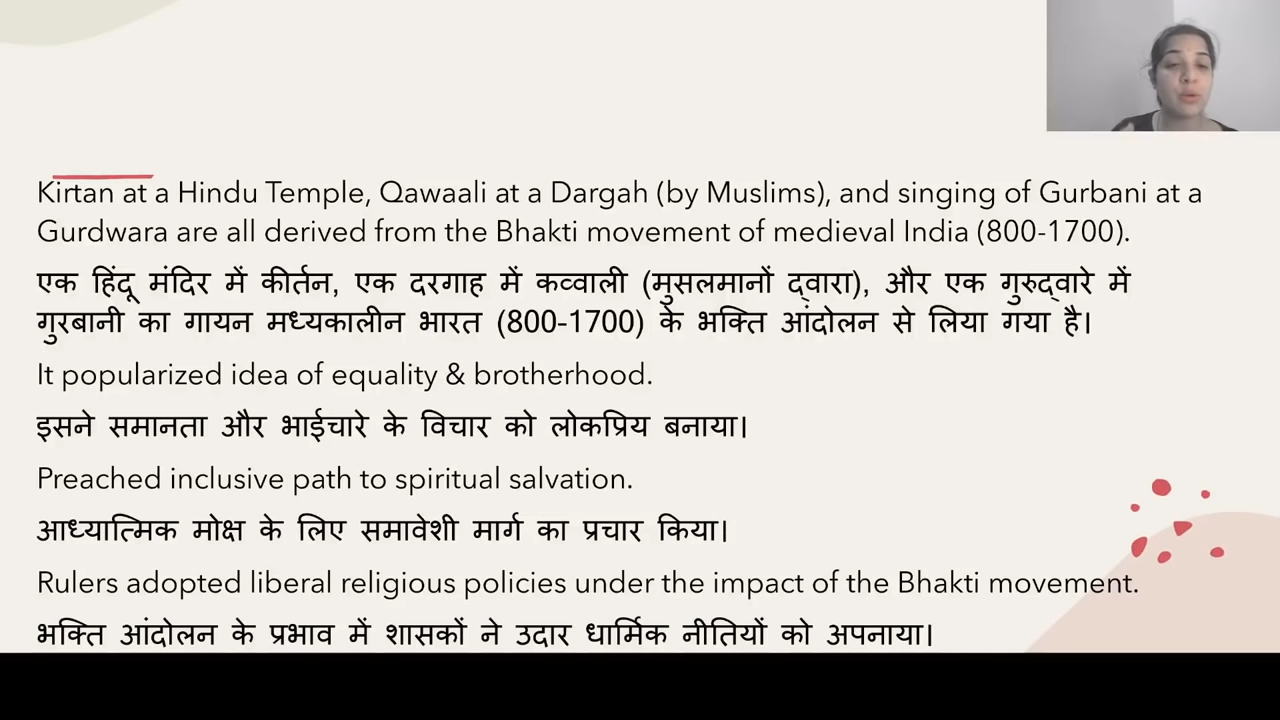 Kirtan at a Hindu Temple, Qawaali at a Dargah (by Muslims), and singing of Gurbani at a
Gurdwara are all derived from the Bhakti movement of medieval India (800-1700).
एक हिंदू मंदिर में कीर्तन, एक दरगाह में कव्वाली (मुसलमानों द्वारा), और एक गुरुद्वारे में
गुरबानी का गायन मध्यकालीन भारत (800-1700) के भक्ति आंदोलन से लिया गया है।
It popularized idea of equality & brotherhood.
इसने समानता और भाईचारे के विचार को लोकप्रिय बनाया।
Preached inclusive path to spiritual salvation.
आध्यात्मिक मोक्ष के लिए समावेशी मार्ग का प्रचार किया।
Rulers adopted liberal religious policies under the impact of the Bhakti movement.
भक्ति आंदोलन के प्रभाव में शासकों ने उदार धार्मिक नीतियों को अपनाया।